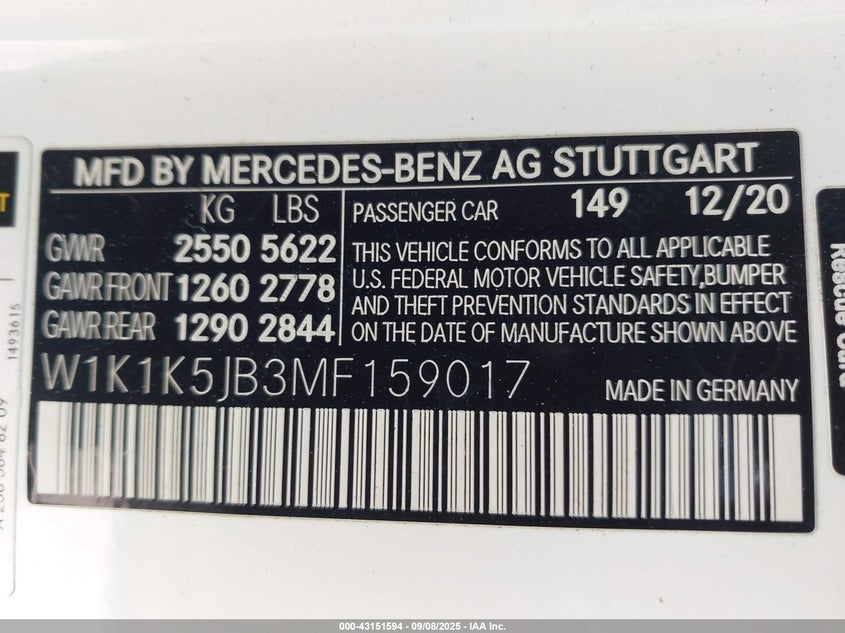 MFD BY MERCEDES-BENZ AG STUTTGART
KG LBS
GVWR 2550 5622
GAWR FRONT 1260 2778
GAWR REAR 1290 2844
PASSENGER CAR 149 12/20
THIS VEHICLE CONFORMS TO ALL APPLICABLE
U.S. FEDERAL MOTOR VEHICLE SAFETY,BUMPER
AND THEFT PREVENTION STANDARDS IN EFFECT
ON THE DATE OF MANUFACTURE SHOWN ABOVE
W1K1K5JB3MF159017
MADE IN GERMANY
Rescue Card
1493615
000-43151594 - 09/08/2025 - IAA Inc.